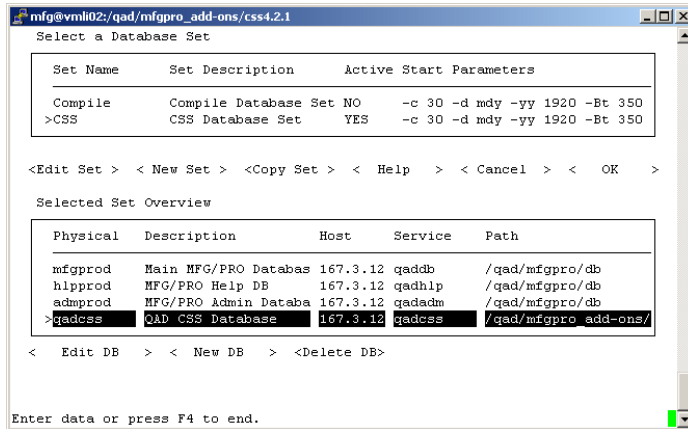 mfg@vmli02:/qad/mfgpro_add-ons/css4.2.1
Select a Database Set
Set Name Set Description Active Start Parameters
Compile Compile Database Set NO -c 30 -d mdy -yy 1920 -Bt 350
>CSS CSS Database Set YES -c 30 -d mdy -yy 1920 -Bt 350
<Edit Set > < New Set > <Copy Set > < Help > < Cancel > < OK >
Selected Set Overview
Physical Description Host Service Path
mfgprod Main MFG/PRO Databas 167.3.12 qaddb /qad/mfgpro/db
hlpprod MFG/PRO Help DB 167.3.12 qadhlp /qad/mfgpro/db
admprod MFG/PRO Admin Databa 167.3.12 qadadm /qad/mfgpro/db
>qadcss QAD CSS Database 167.3.12 qadcss /qad/mfgpro_add-ons/
< Edit DB > < New DB > <Delete DB>
Enter data or press F4 to end.